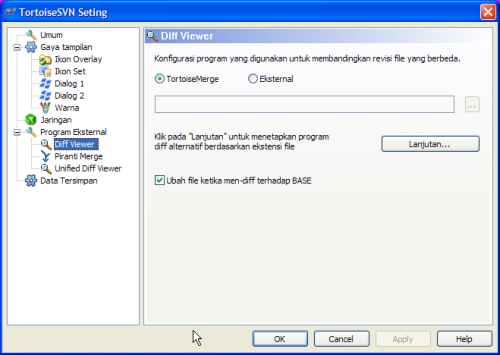 TortoiseSVN Seting
Umum
Gaya tampilan
Ikon Overlay
Ikon Set
Dialog 1
Dialog 2
Warna
Jaringan
Program Eksternal
Diff Viewer
Piranti Merge
Unified Diff Viewer
Data Tersimpan
Diff Viewer
Konfigurasi program yang digunakan untuk membandingkan revisi file yang berbeda.
TortoiseMerge Eksternal
...
Klik pada "Lanjutan" untuk menetapkan program
diff alternatif berdasarkan ekstensi file
Lanjutan...
Ubah file ketika men-diff terhadap BASE
OK Cancel Apply Help